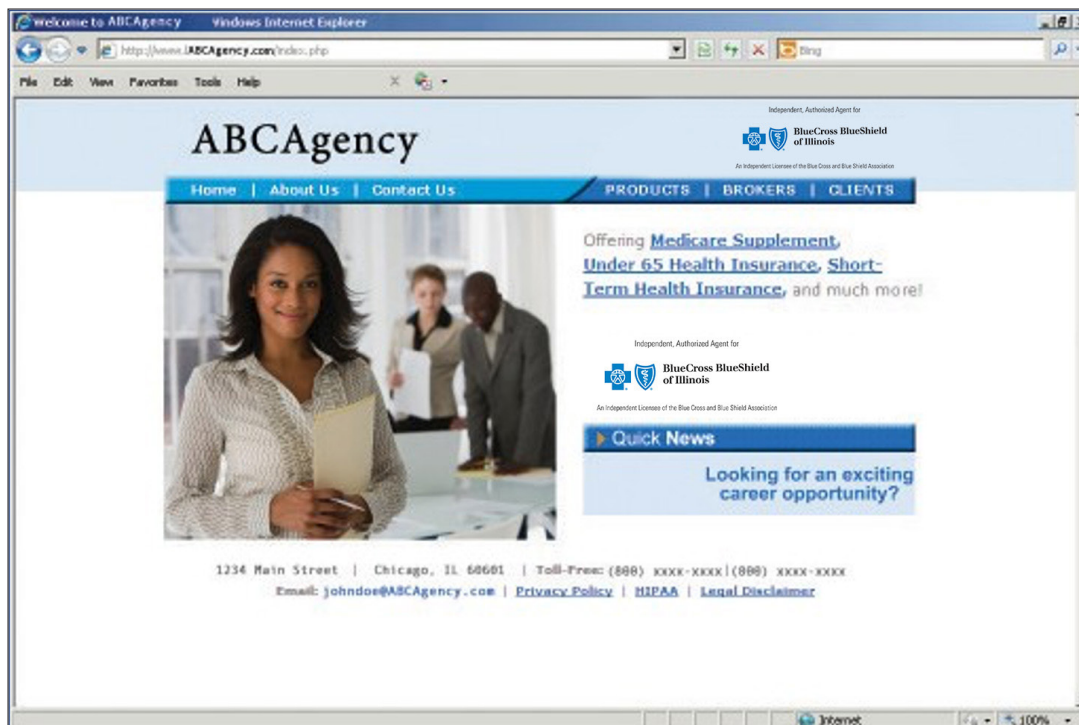 Welcome to ABCAgency Windows Internet Explorer
http://www.ABCAgency.com/index.php
Bing
File Edit View Favorites Tools Help
ABCAgency
Independent, Authorized Agent for
BlueCross BlueShield
of Illinois
An Independent Licensee of the Blue Cross and Blue Shield Association
Home | About Us | Contact Us
PRODUCTS | BROKERS | CLIENTS
Offering Medicare Supplement,
Under 65 Health Insurance, Short-
Term Health Insurance, and much more!
Independent, Authorized Agent for
BlueCross BlueShield
of Illinois
An Independent Licensee of the Blue Cross and Blue Shield Association
Quick News
Looking for an exciting
career opportunity?
1234 Main Street | Chicago, IL 60601 | Toll-Free: (800) xxxx-xxxx|(800) xxxx-xxxx
Email: johndoe@ABCAgency.com | Privacy Policy | HIPAA | Legal Disclaimer
Internet
100%